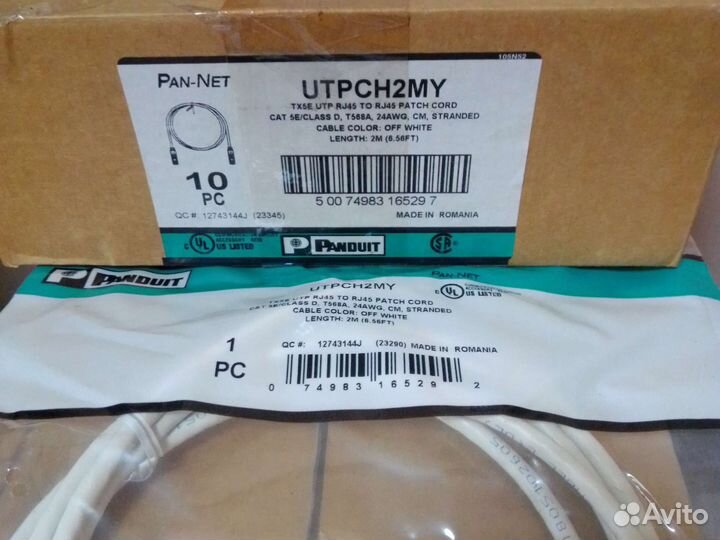 105N52
PAN-NET
UTPCH2MY
TX5E UTP RJ45 TO RJ45 PATCH CORD
CAT 5E/CLASS D, T568A, 24AWG, CM, STRANDED
CABLE COLOR: OFF WHITE
LENGTH: 2M (6.56FT)
10
PC
5 00 74983 16529 7
QC #: 12743144J (23345)
MADE IN ROMANIA
C UL US LISTED
PANDUIT
SA
PANDUIT
UTPCH2MY
PAN-NET
TX5E UTP RJ45 TO RJ45 PATCH CORD
CAT 5E/CLASS D, T568A, 24AWG, CM, STRANDED
CABLE COLOR: OFF WHITE
LENGTH: 2M (6.56FT)
C UL US LISTED
QC #: 12743144J (23290) MADE IN ROMANIA
1
PC
0 74983 16529 2
Avito